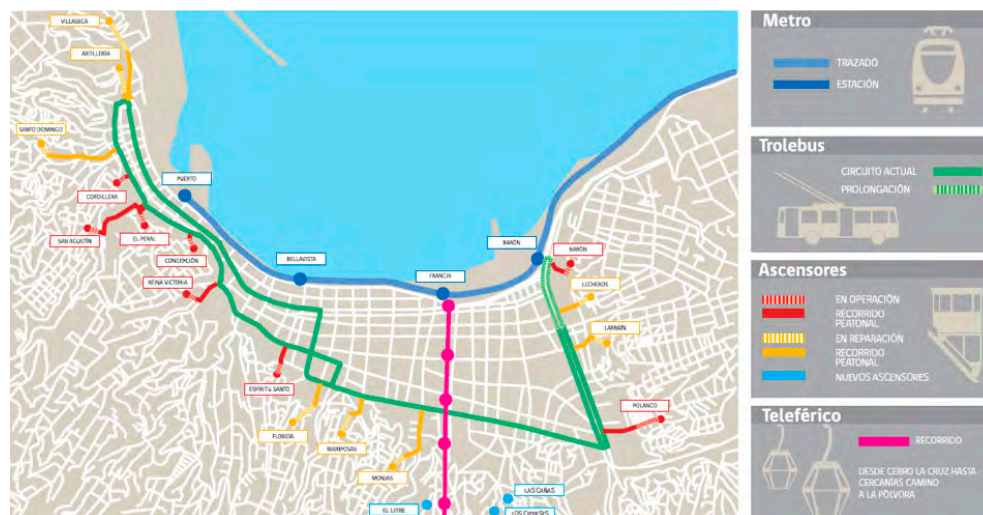 VILLASECA
ARTILLERÍA
SANTO DOMINGO
CORDILLERA
SAN AGUSTÍN
EL PERAL
CONCEPCIÓN
REINA VICTORIA
PUERTO
BELLAVISTA
FRANCIA
BARÓN
BARÓN
LECHEROS
LARRAÍN
POLANCO
ESPÍRITU SANTO
FLORIDA
MARIPOSAS
MONJAS
EL LITRE
LAS CAÑAS
LOS CIPRESES
Metro
TRAZADO
ESTACIÓN
Trolebus
CIRCUITO ACTUAL
PROLONGACIÓN
Ascensores
EN OPERACIÓN
RECORRIDO
PEATONAL
EN REPARACIÓN
RECORRIDO
PEATONAL
NUEVOS ASCENSORES
Teleférico
RECORRIDO
DESDE CERRO LA CRUZ HASTA
CERCANÍAS CAMINO
A LA PÓLVORA